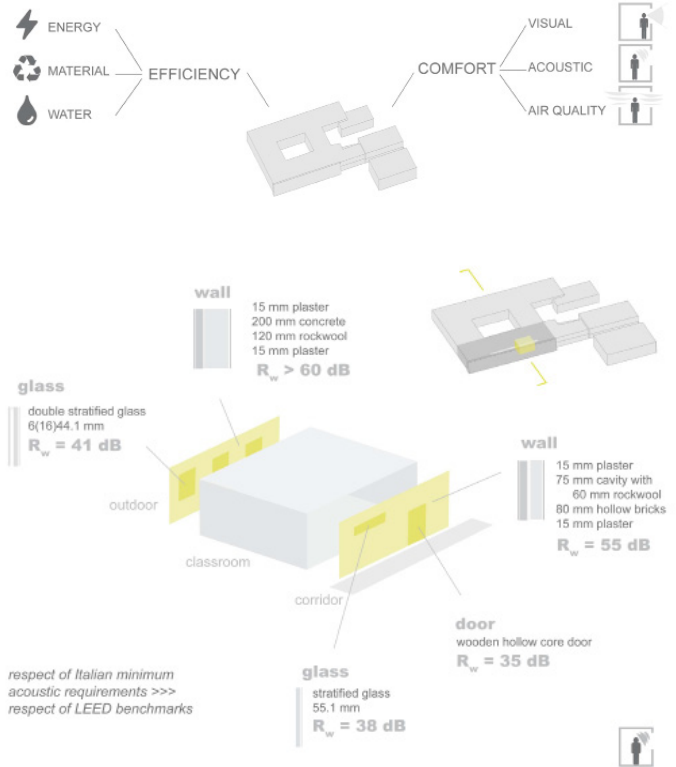 ENERGY
MATERIAL
WATER
EFFICIENCY
COMFORT
VISUAL
ACOUSTIC
AIR QUALITY
wall
15 mm plaster
200 mm concrete
120 mm rockwool
15 mm plaster
Rw > 60 dB
glass
double stratified glass
6(16)44.1 mm
Rw = 41 dB
outdoor
classroom
corridor
wall
15 mm plaster
75 mm cavity with
60 mm rockwool
80 mm hollow bricks
15 mm plaster
Rw = 55 dB
door
wooden hollow core door
Rw = 35 dB
glass
stratified glass
55.1 mm
Rw = 38 dB
respect of Italian minimum
acoustic requirements >>>
respect of LEED benchmarks